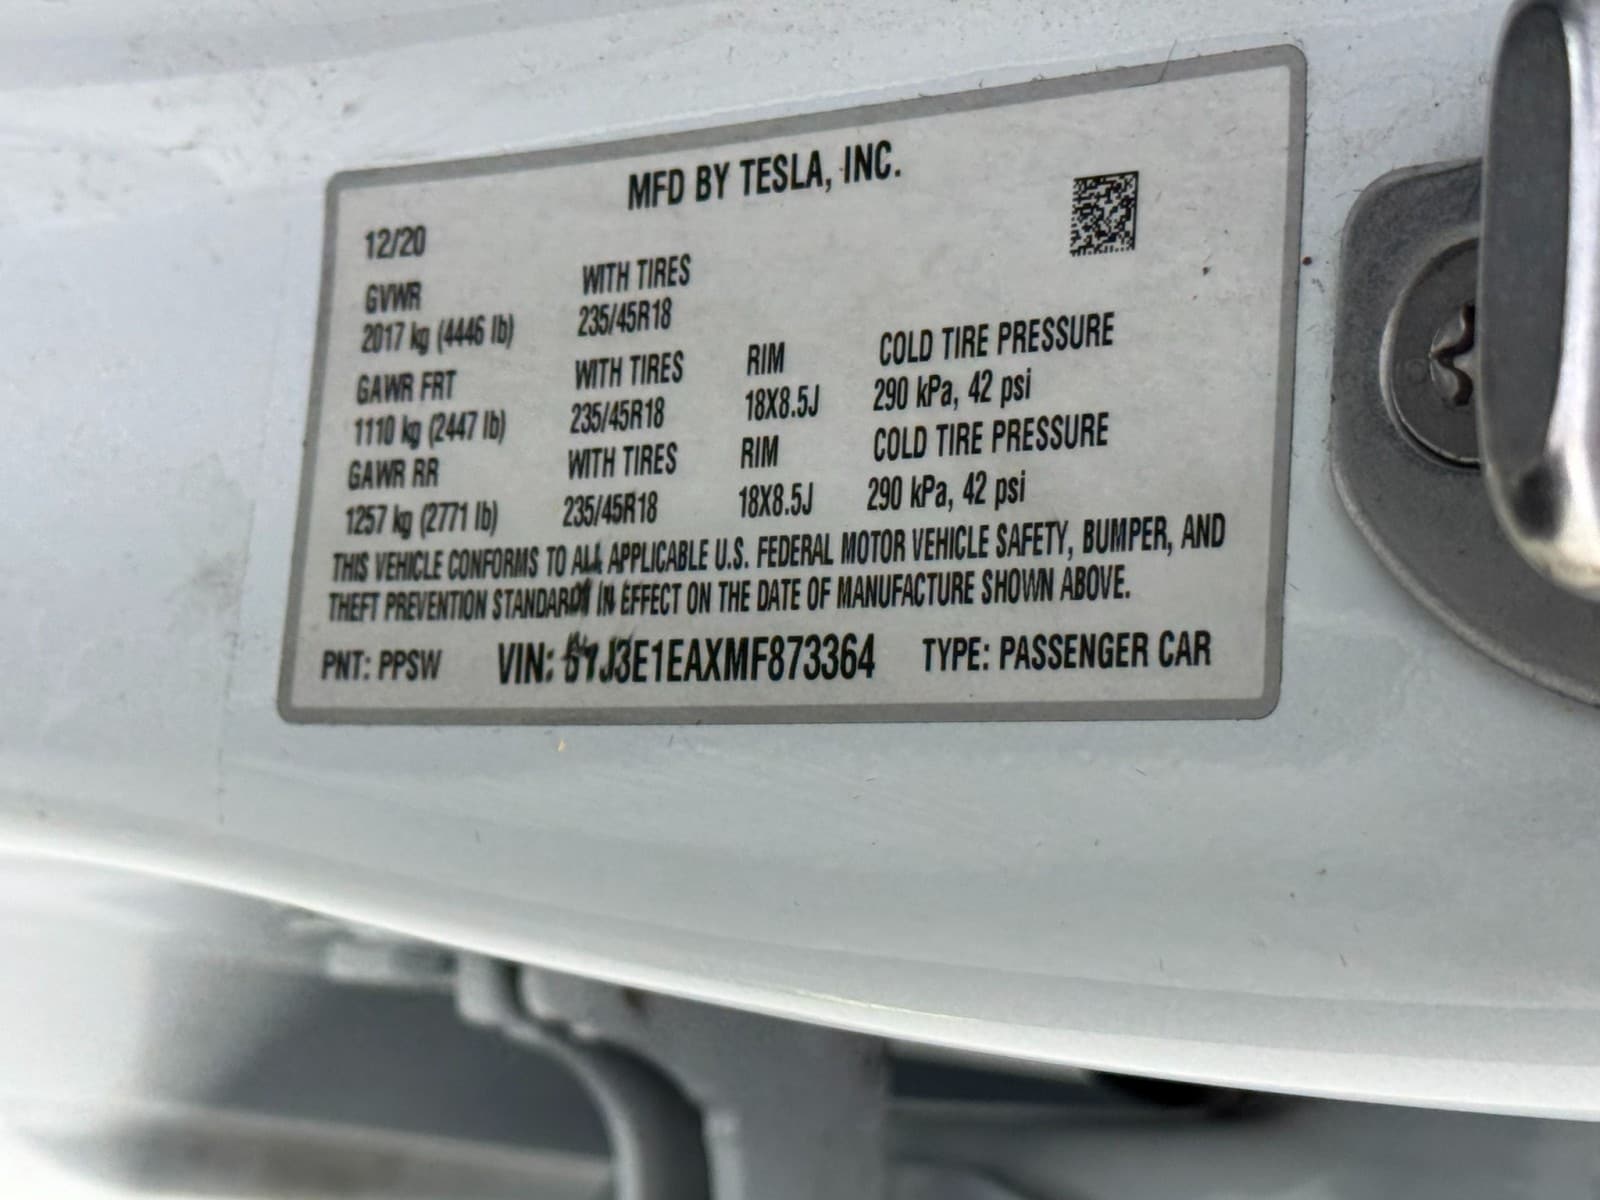 MFD BY TESLA, INC.
12/20
GVWR WITH TIRES
2017 kg (4446 lb) 235/45R18
GAWR FRT WITH TIRES RIM COLD TIRE PRESSURE
1110 kg (2447 lb) 235/45R18 18X8.5J 290 kPa, 42 psi
GAWR RR WITH TIRES RIM COLD TIRE PRESSURE
1257 kg (2771 lb) 235/45R18 18X8.5J 290 kPa, 42 psi
THIS VEHICLE CONFORMS TO ALL APPLICABLE U.S. FEDERAL MOTOR VEHICLE SAFETY, BUMPER, AND
THEFT PREVENTION STANDARDS IN EFFECT ON THE DATE OF MANUFACTURE SHOWN ABOVE.
PNT: PPSW VIN: TYPE: PASSENGER CAR